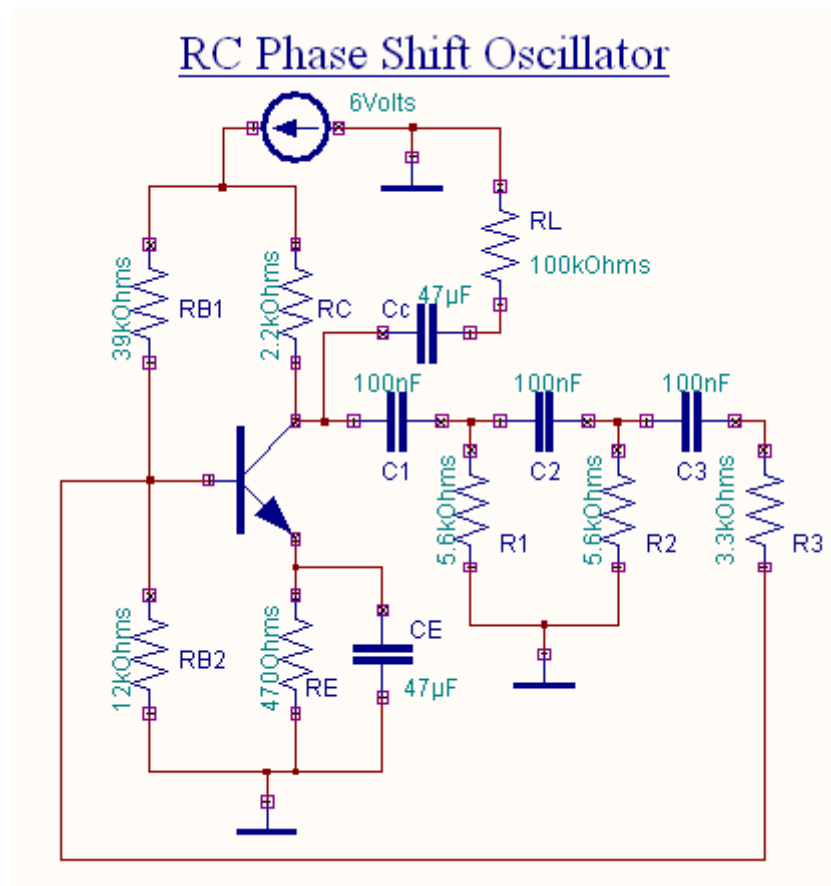 RC Phase Shift Oscillator
6Volts
RL
100kOhms
39kOhms
RB1
2.2kOhms
RC
Cc
47µF
100nF
100nF
100nF
C1
C2
C3
5.6kOhms
R1
5.6kOhms
R2
3.3kOhms
R3
12kOhms
RB2
470Ohms
RE
CE
47µF